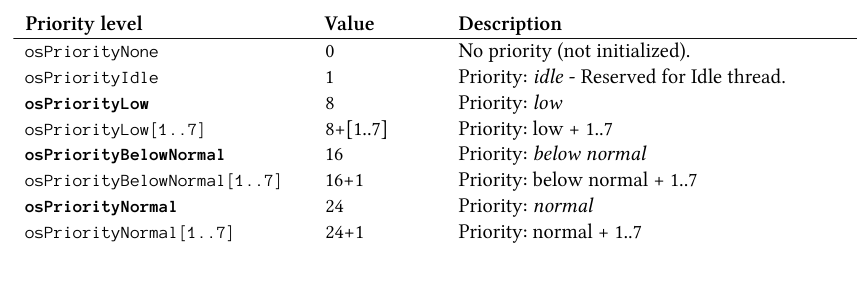 Priority level Value Description
osPriorityNone 0 No priority (not initialized).
osPriorityIdle 1 Priority: idle - Reserved for Idle thread.
osPriorityLow 8 Priority: low
osPriorityLow[1..7] 8+[1..7] Priority: low + 1..7
osPriorityBelowNormal 16 Priority: below normal
osPriorityBelowNormal[1..7] 16+1 Priority: below normal + 1..7
osPriorityNormal 24 Priority: normal
osPriorityNormal[1..7] 24+1 Priority: normal + 1..7